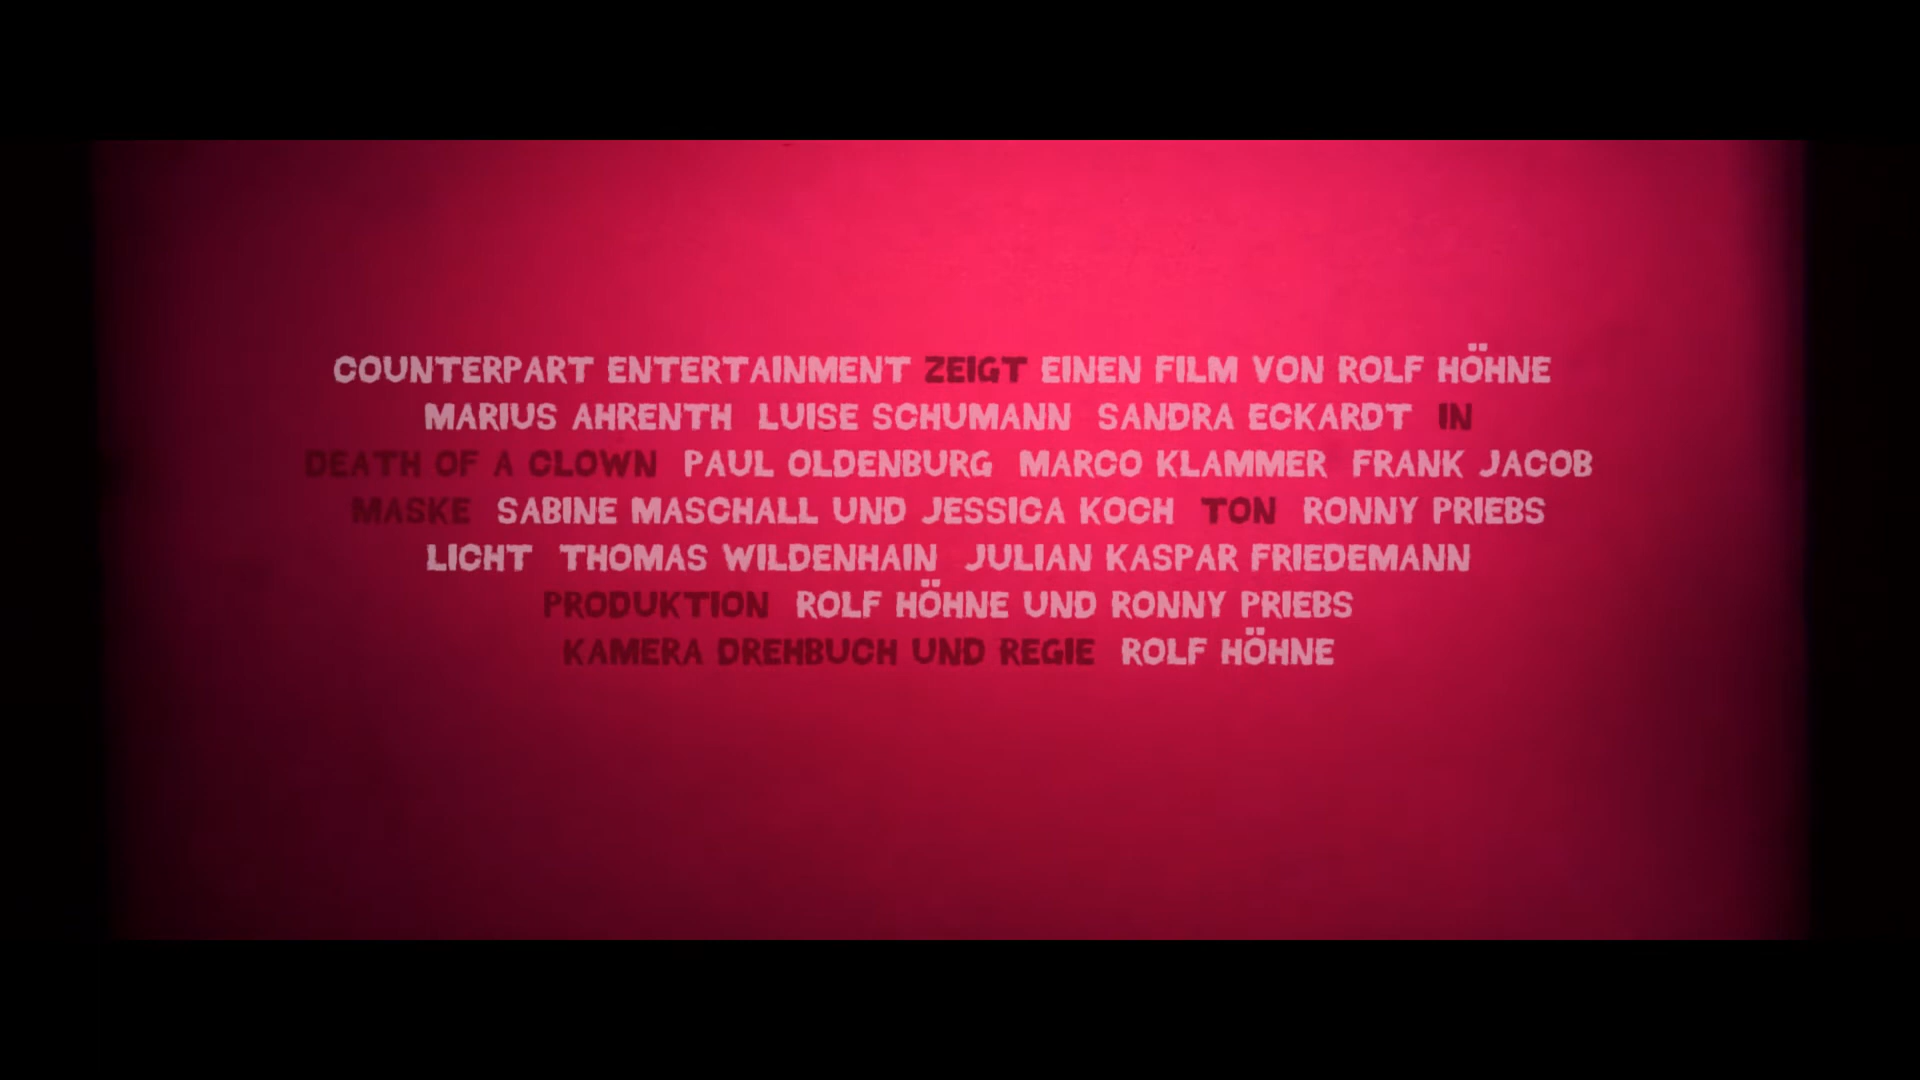 COUNTERPART ENTERTAINMENT ZEIGT EINEN FILM VON ROLF HÖHNE
MARIUS AHRENTH LUISE SCHUMANN SANDRA ECKARDT IN
DEATH OF A CLOWN PAUL OLDENBURG MARCO KLAMMER FRANK JACOB
MASKE SABINE MASCHALL UND JESSICA KOCH TON RONNY PRIEBS
LICHT THOMAS WILDENHAIN JULIAN KASPAR FRIEDEMANN
PRODUKTION ROLF HÖHNE UND RONNY PRIEBS
KAMERA DREHBUCH UND REGIE ROLF HÖHNE